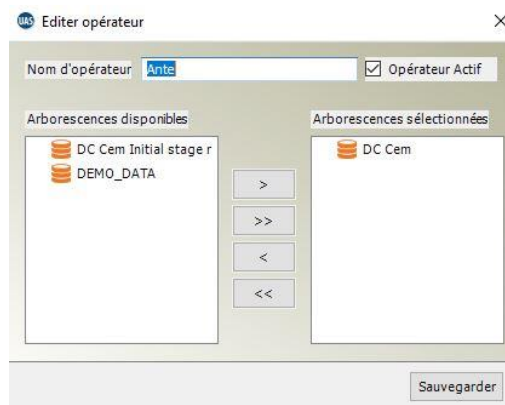 UAS Editer opérateur
Nom d'opérateur Ante Opérateur Actif
Arborescences disponibles Arborescences sélectionnées
DC Cem Initial stage r
DEMO_DATA
DC Cem
>
>>
<
<<
Sauvegarder